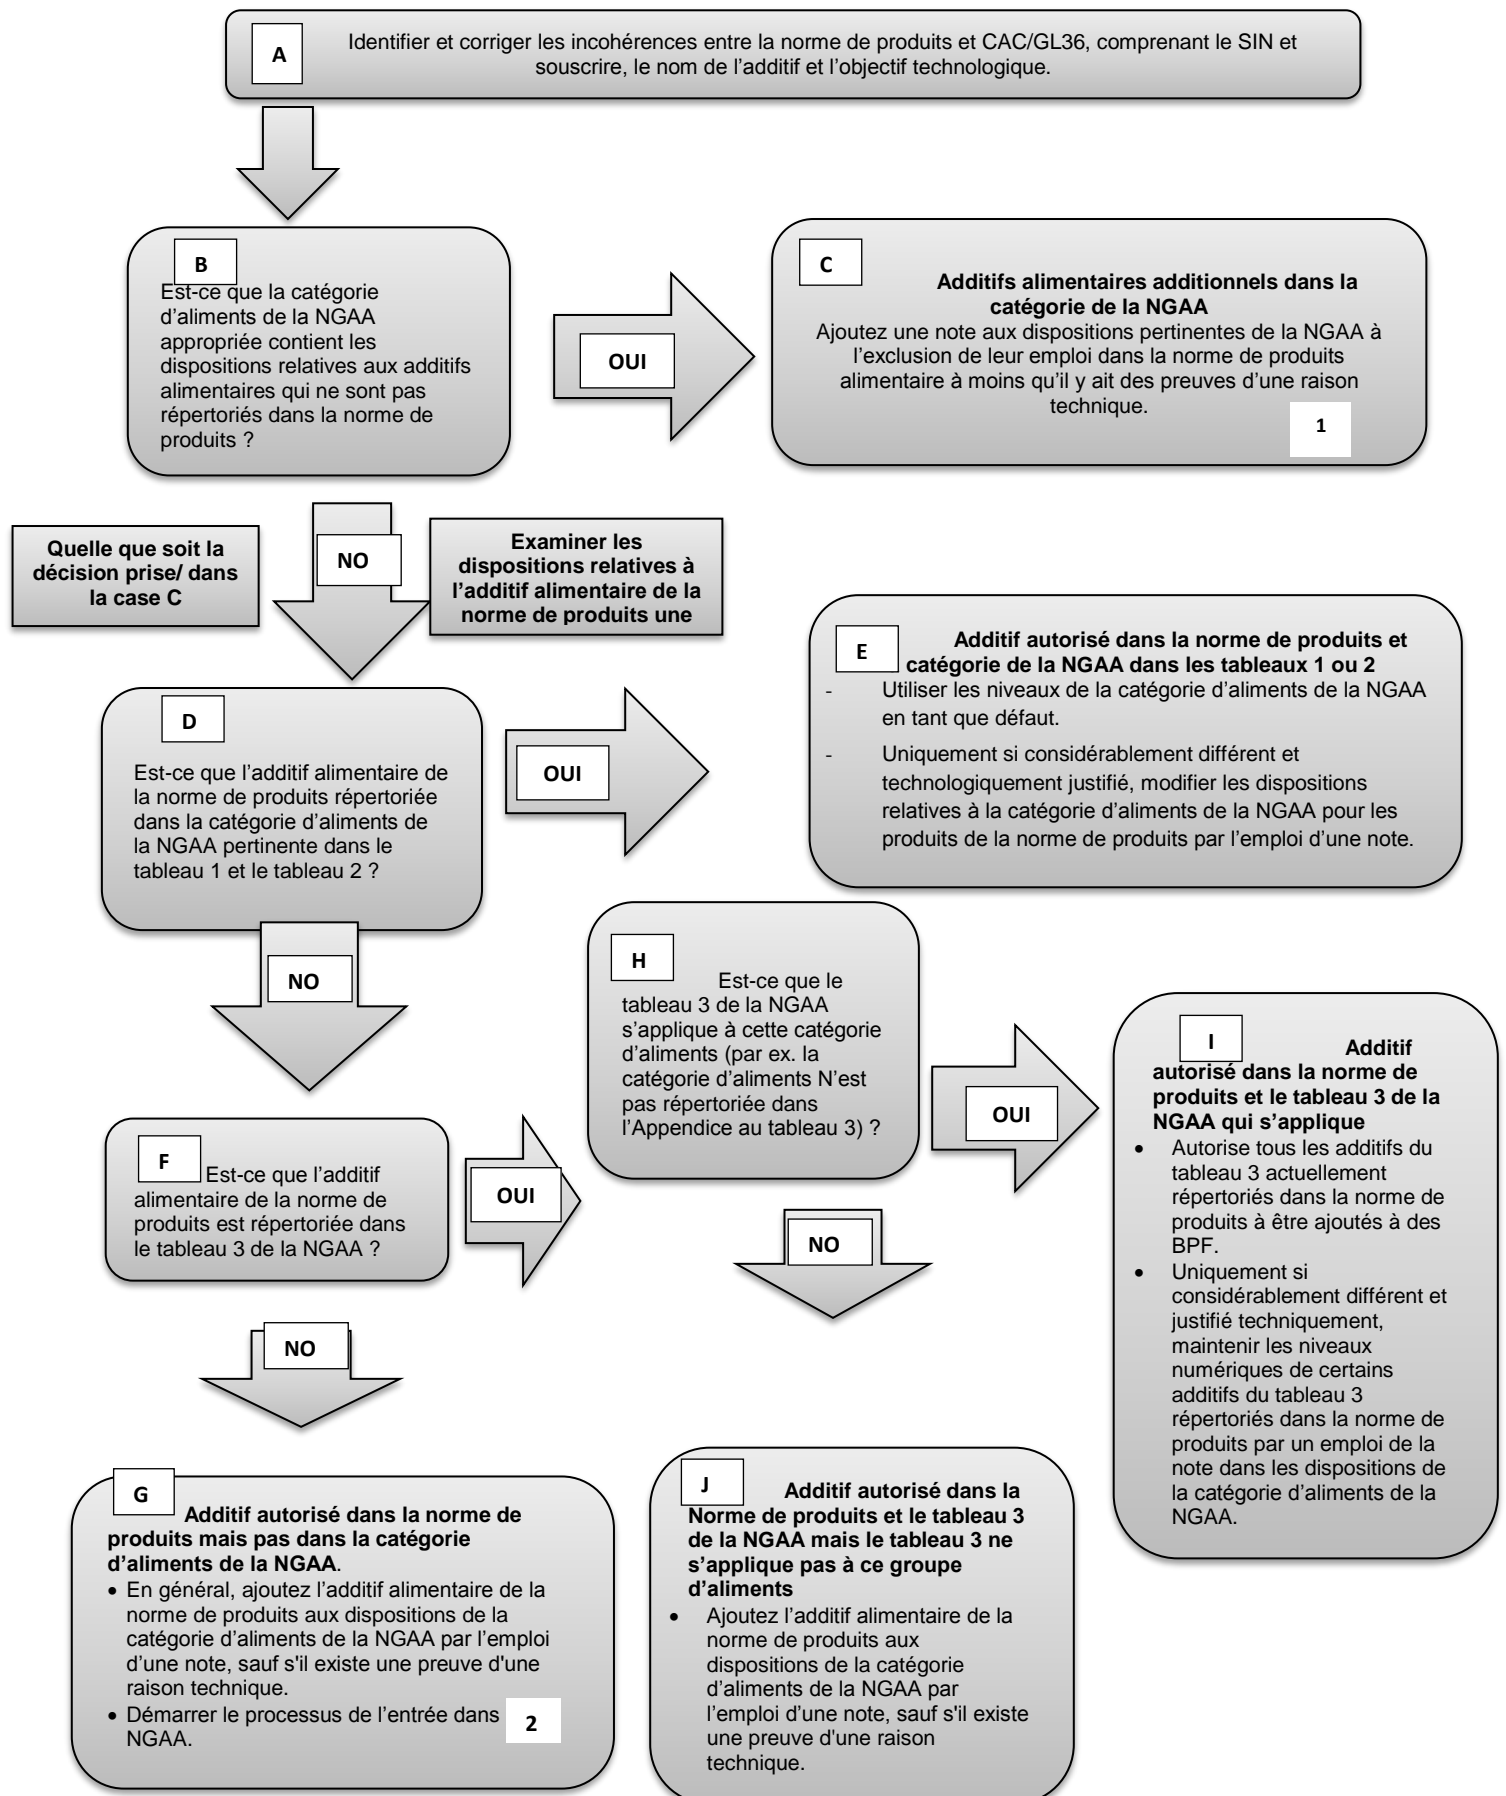 A
Identifier et corriger les incohérences entre la norme de produits et CAC/GL36, comprenant le SIN et
souscrire, le nom de l’additif et l’objectif technologique.
B
Est-ce que la catégorie
d’aliments de la NGAA
appropriée contient les
dispositions relatives aux additifs
alimentaires qui ne sont pas
répertoriés dans la norme de
produits ?
OUI
C
Additifs alimentaires additionnels dans la
catégorie de la NGAA
Ajoutez une note aux dispositions pertinentes de la NGAA à
l’exclusion de leur emploi dans la norme de produits
alimentaire à moins qu’il y ait des preuves d’une raison
technique.
1
Quelle que soit la
décision prise/ dans
la case C
NO
Examiner les
dispositions relatives à
l’additif alimentaire de la
norme de produits une
D
Est-ce que l’additif alimentaire de
la norme de produits répertoriée
dans la catégorie d’aliments de
la NGAA pertinente dans le
tableau 1 et le tableau 2 ?
OUI
E
Additif autorisé dans la norme de produits et
catégorie de la NGAA dans les tableaux 1 ou 2
- Utiliser les niveaux de la catégorie d’aliments de la NGAA
en tant que défaut.
- Uniquement si considérablement différent et
technologiquement justifié, modifier les dispositions
relatives à la catégorie d’aliments de la NGAA pour les
produits de la norme de produits par l’emploi d’une note.
NO
F
Est-ce que l’additif
alimentaire de la norme de
produits est répertoriée dans
le tableau 3 de la NGAA ?
OUI
H
Est-ce que le
tableau 3 de la NGAA
s’applique à cette catégorie
d’aliments (par ex. la
catégorie d’aliments N’est
pas répertoriée dans
l’Appendice au tableau 3) ?
OUI
I
Additif
autorisé dans la norme de
produits et le tableau 3 de la
NGAA qui s’applique
• Autorise tous les additifs du
tableau 3 actuellement
répertoriés dans la norme de
produits à être ajoutés à des
BPF.
• Uniquement si
considérablement différent et
justifié techniquement,
maintenir les niveaux
numériques de certains
additifs du tableau 3
répertoriés dans la norme de
produits par un emploi de la
note dans les dispositions de
la catégorie d’aliments de la
NGAA.
NO
NO
G
Additif autorisé dans la norme de
produits mais pas dans la catégorie
d’aliments de la NGAA.
• En général, ajoutez l’additif alimentaire de la
norme de produits aux dispositions de la
catégorie d’aliments de la NGAA par l’emploi
d’une note, sauf s'il existe une preuve d'une
raison technique.
• Démarrer le processus de l’entrée dans
NGAA.
2
J
Additif autorisé dans la
Norme de produits et le tableau 3
de la NGAA mais le tableau 3 ne
s’applique pas à ce groupe
d’aliments
• Ajoutez l’additif alimentaire de la
norme de produits aux
dispositions de la catégorie
d’aliments de la NGAA par
l’emploi d’une note, sauf s'il existe
une preuve d'une raison
technique.